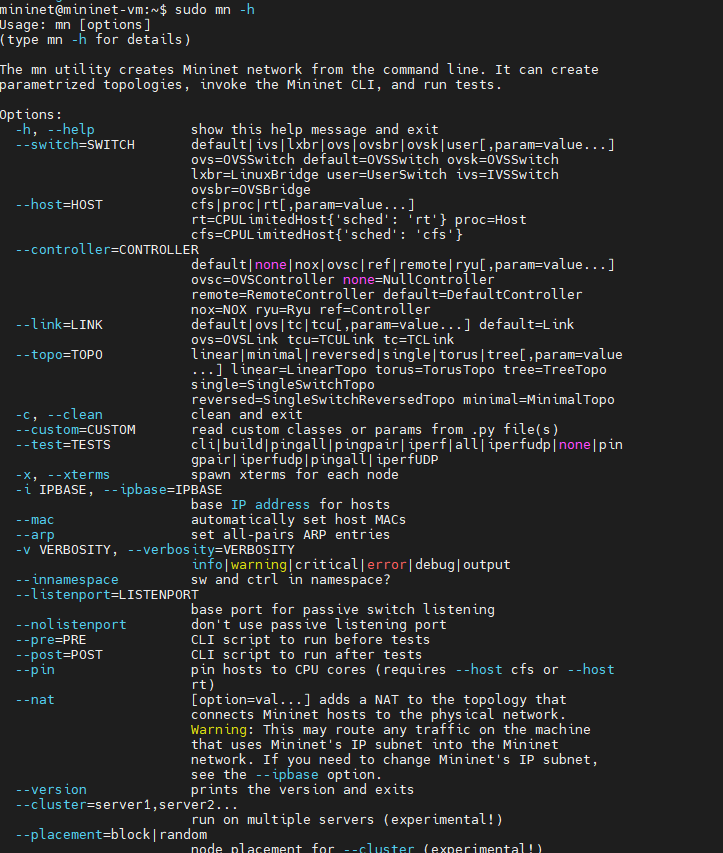 mininet@mininet-vm:~$ sudo mn -h
Usage: mn [options]
(type mn -h for details)
The mn utility creates Mininet network from the command line. It can create
parametrized topologies, invoke the Mininet CLI, and run tests.
Options:
-h, --help show this help message and exit
--switch=SWITCH default|ivs|lxbr|ovs|ovsbr|ovsk|user[,param=value...]
ovs=OVSSwitch default=OVSSwitch ovsk=OVSSwitch
lxbr=LinuxBridge user=UserSwitch ivs=IVSSwitch
ovsbr=OVSBridge
--host=HOST cfs|proc|rt[,param=value...]
rt=CPULimitedHost{'sched': 'rt'} proc=Host
cfs=CPULimitedHost{'sched': 'cfs'}
--controller=CONTROLLER
default|none|nox|ovsc|ref|remote|ryu[,param=value...]
ovsc=OVSController none=NullController
remote=RemoteController default=DefaultController
nox=NOX ryu=Ryu ref=Controller
--link=LINK default|ovs|tc|tcu[,param=value...] default=Link
ovs=OVSLink tcu=TCULink tc=TCLink
--topo=TOPO linear|minimal|reversed|single|torus|tree[,param=value
...] linear=LinearTopo torus=TorusTopo tree=TreeTopo
single=SingleSwitchTopo
reversed=SingleSwitchReversedTopo minimal=MinimalTopo
-c, --clean clean and exit
--custom=CUSTOM read custom classes or params from .py file(s)
--test=TESTS cli|build|pingall|pingpair|iperf|all|iperfudp|none|pin
gpair|iperfudp|pingall|iperfUDP
-x, --xterms spawn xterms for each node
-i IPBASE, --ipbase=IPBASE
base IP address for hosts
--mac automatically set host MACs
--arp set all-pairs ARP entries
-v VERBOSITY, --verbosity=VERBOSITY
info|warning|critical|error|debug|output
--innamespace sw and ctrl in namespace?
--listenport=LISTENPORT
base port for passive switch listening
--nolistenport don't use passive listening port
--pre=PRE CLI script to run before tests
--post=POST CLI script to run after tests
--pin pin hosts to CPU cores (requires --host cfs or --host
rt)
--nat [option=val...] adds a NAT to the topology that
connects Mininet hosts to the physical network.
Warning: This may route any traffic on the machine
that uses Mininet's IP subnet into the Mininet
network. If you need to change Mininet's IP subnet,
see the --ipbase option.
--version prints the version and exits
--cluster=server1,server2...
run on multiple servers (experimental!)
--placement=block|random
node placement for --cluster (experimental!)